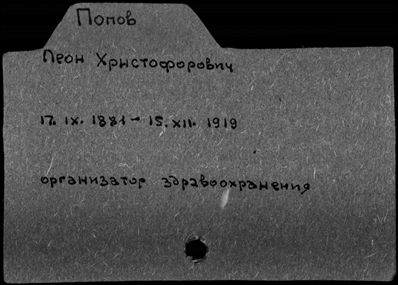 Попов
Леон Христофорович
17. IX. 1881 - 15. XII. 1919
организатор здравоохранения